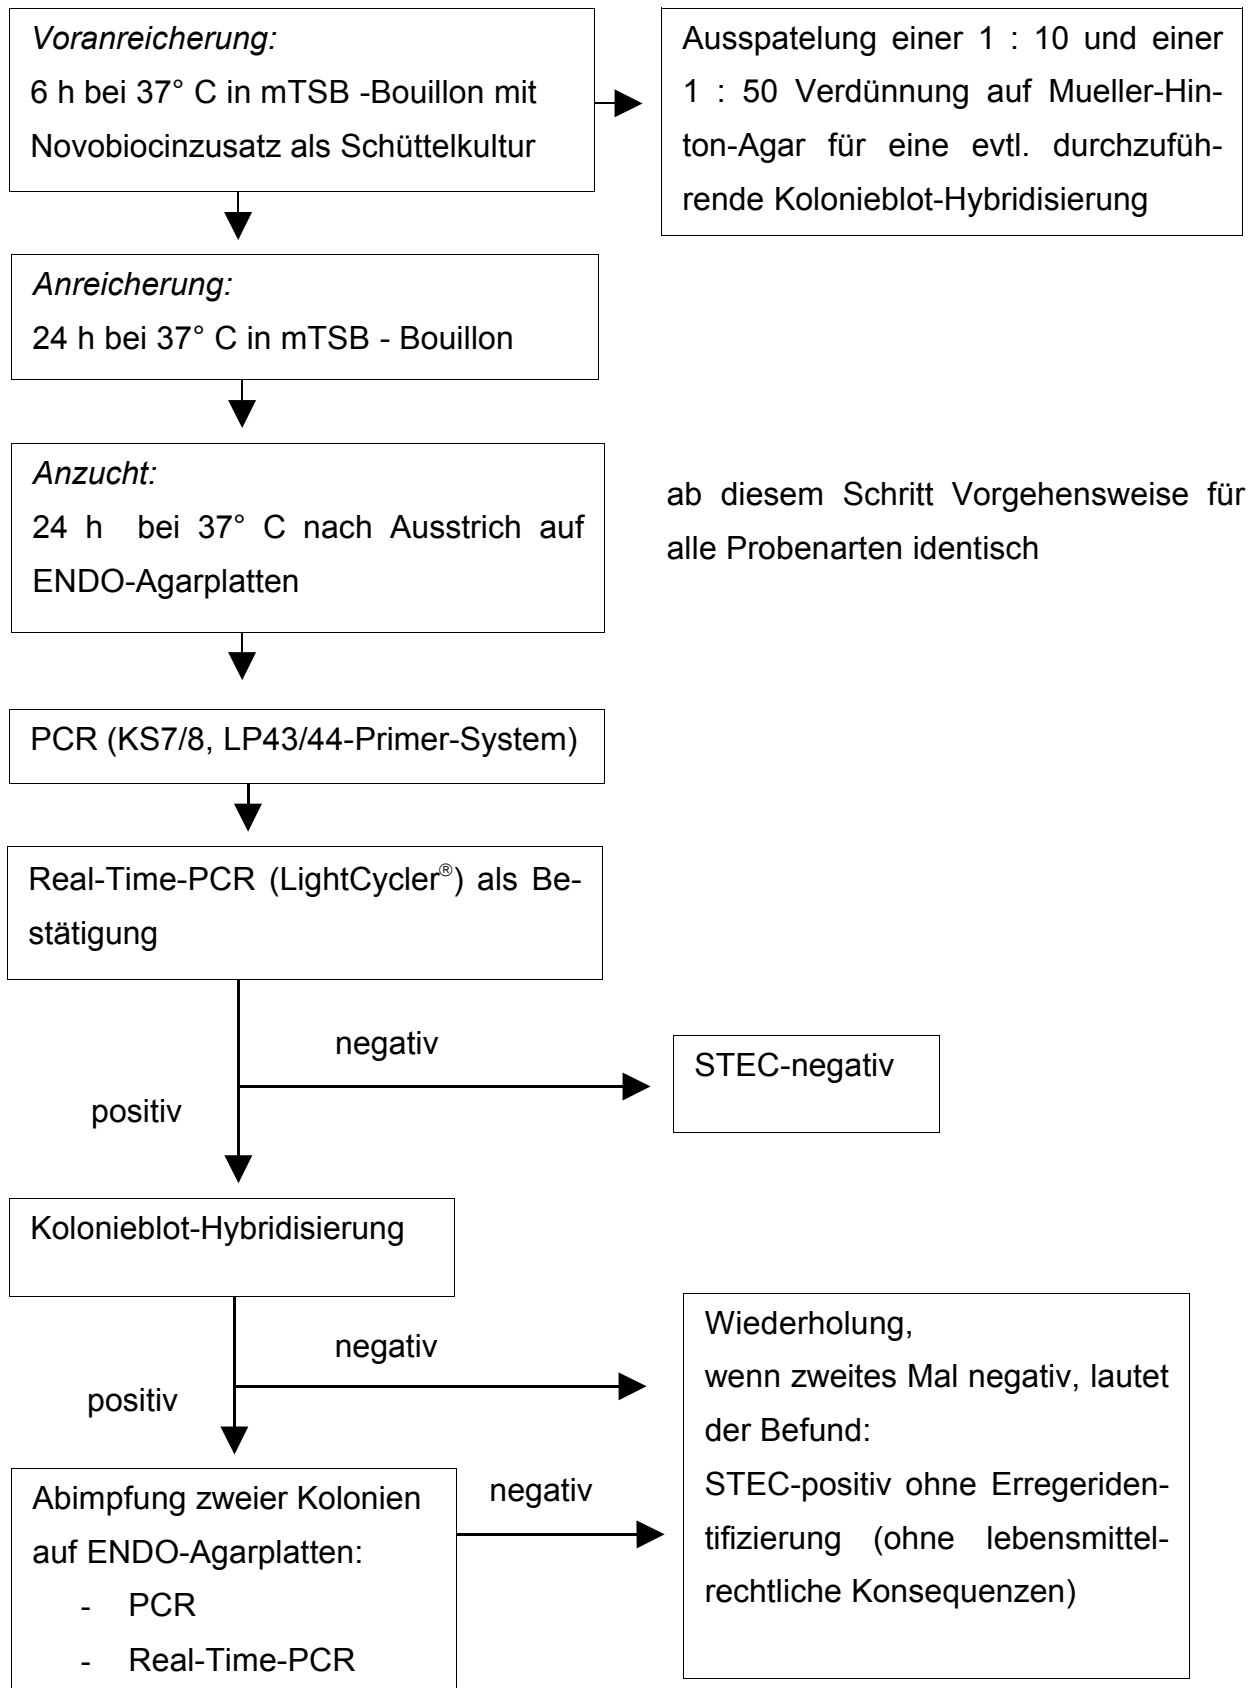 Voranreicherung:
6 h bei 37° C in mTSB -Bouillon mit
Novobiocinzusatz als Schüttelkultur
Ausspatelung einer 1 : 10 und einer
1 : 50 Verdünnung auf Mueller-Hin-
ton-Agar für eine evtl. durchzufüh-
rende Kolonieblot-Hybridisierung
Anreicherung:
24 h bei 37° C in mTSB - Bouillon
Anzucht:
24 h bei 37° C nach Ausstrich auf
ENDO-Agarplatten
ab diesem Schritt Vorgehensweise für
alle Probenarten identisch
PCR (KS7/8, LP43/44-Primer-System)
Real-Time-PCR (LightCycler®) als Be-
stätigung
negativ
STEC-negativ
positiv
Kolonieblot-Hybridisierung
negativ
positiv
Wiederholung,
wenn zweites Mal negativ, lautet
der Befund:
STEC-positiv ohne Erregeriden-
tifizierung (ohne lebensmittel-
rechtliche Konsequenzen)
Abimpfung zweier Kolonien
auf ENDO-Agarplatten:
- PCR
- Real-Time-PCR
negativ